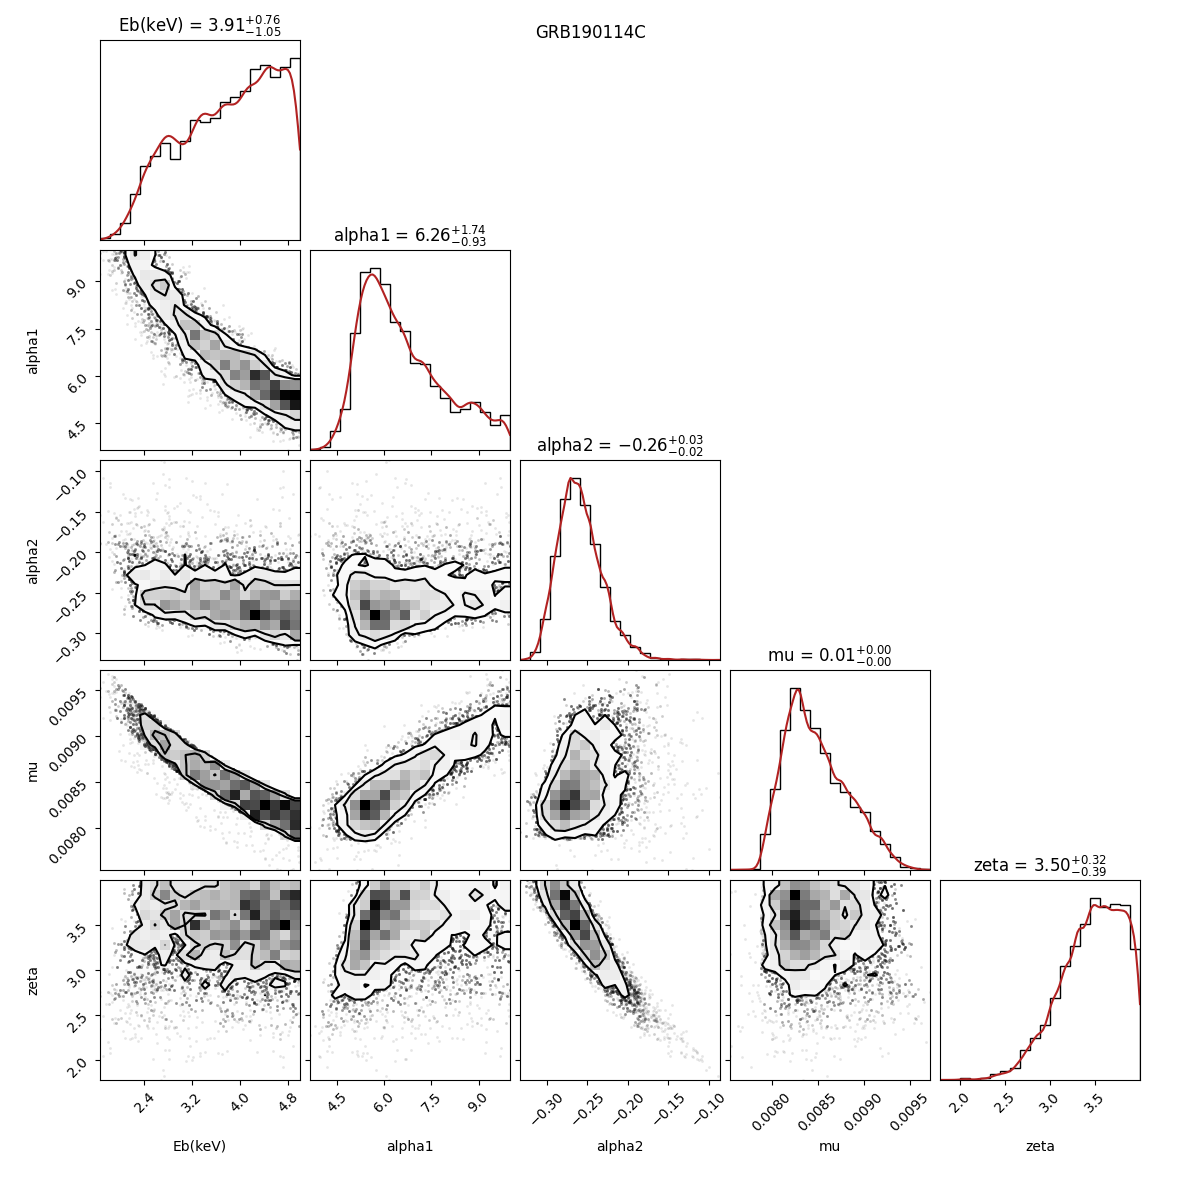 GRB190114C
Eb(keV) = 3.91+0.76−1.05
alpha1 = 6.26+1.74−0.93
9.0
7.5
6.0
4.5
alpha1
alpha2 = −0.26+0.03−0.02
−0.10
−0.15
−0.20
−0.25
−0.30
alpha2
mu = 0.01+0.00−0.00
0.0095
0.0090
0.0085
0.0080
mu
zeta = 3.50+0.32−0.39
3.5
3.0
2.5
2.0
zeta
2.4 3.2 4.0 4.8
4.5 6.0 7.5 9.0
−0.30 −0.25 −0.20 −0.15 −0.10
0.0080 0.0085 0.0090 0.0095
2.0 2.5 3.0 3.5
Eb(keV) alpha1 alpha2 mu zeta